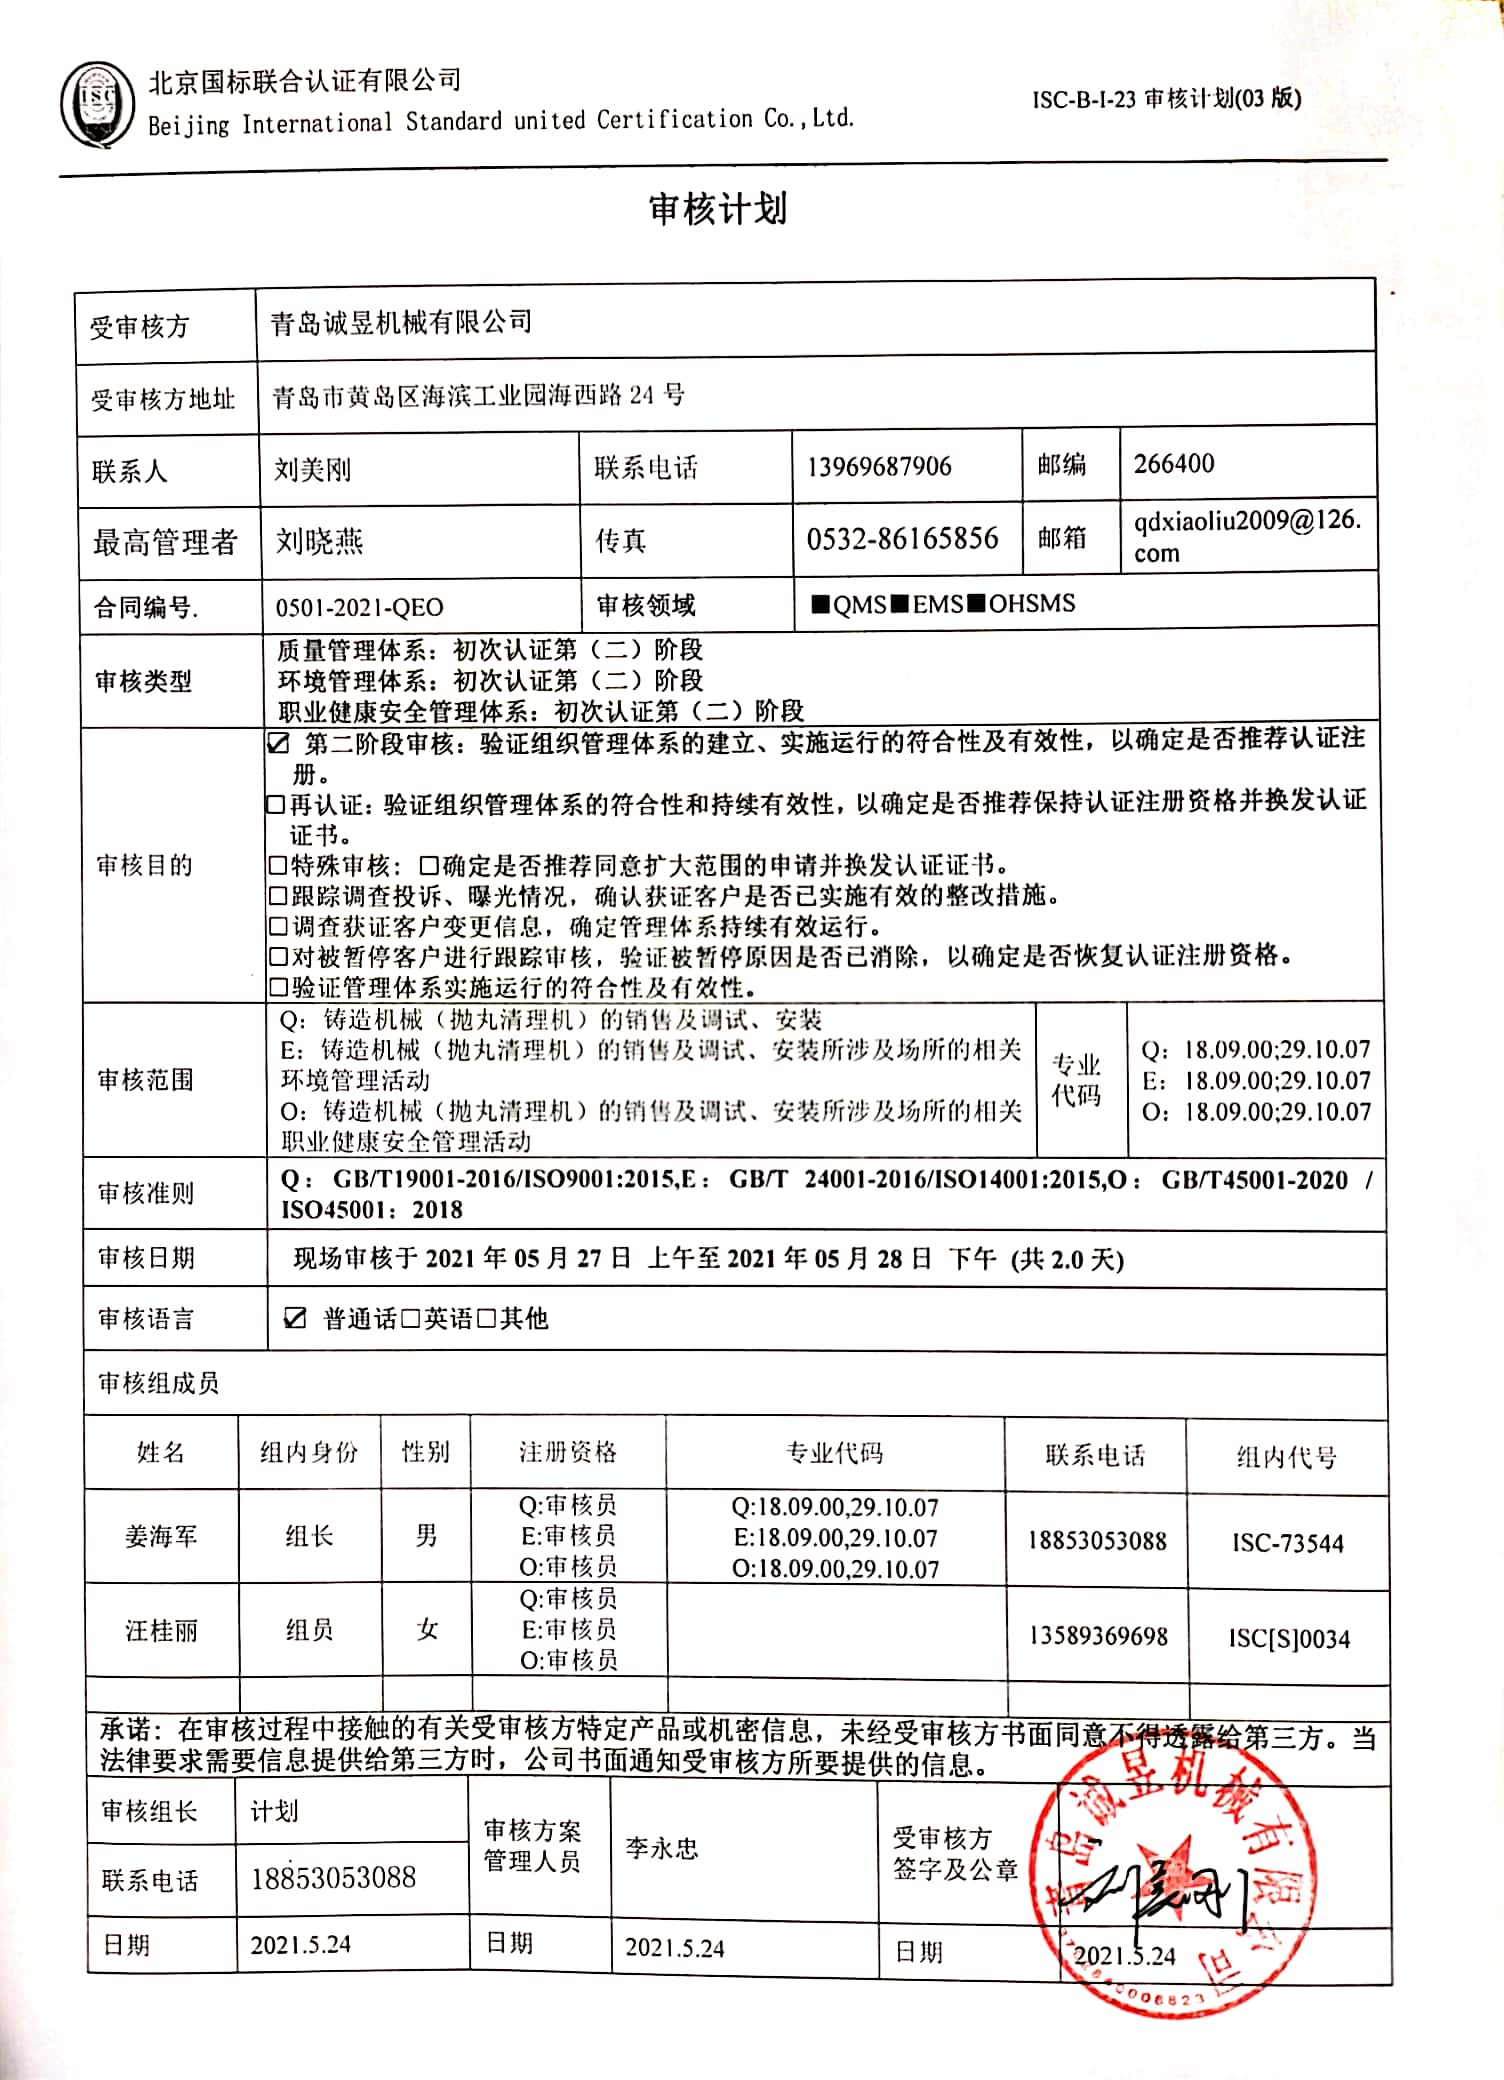 ISC
北京国标联合认证有限公司
Beijing International Standard united Certification Co.,Ltd.
ISC-B-I-23 审核计划(03 版)
审核计划
受审核方 青岛诚昱机械有限公司
受审核方地址 青岛市黄岛区海滨工业园海西路 24 号
联系人 刘美刚 联系电话 13969687906 邮编 266400
最高管理者 刘晓燕 传真 0532-86165856 邮箱 qdxiaoliu2009@126.
com
合同编号. 0501-2021-QEO 审核领域 ■QMS■EMS■OHSMS
审核类型
质量管理体系：初次认证第（二）阶段
环境管理体系：初次认证第（二）阶段
职业健康安全管理体系：初次认证第（二）阶段
审核目的
☑ 第二阶段审核：验证组织管理体系的建立、实施运行的符合性及有效性，以确定是否推荐认证注
册。
□再认证：验证组织管理体系的符合性和持续有效性，以确定是否推荐保持认证注册资格并换发认证
证书。
□特殊审核：□确定是否推荐同意扩大范围的申请并换发认证证书。
□跟踪调查投诉、曝光情况，确认获证客户是否已实施有效的整改措施。
□调查获证客户变更信息，确定管理体系持续有效运行。
□对被暂停客户进行跟踪审核，验证被暂停原因是否已消除，以确定是否恢复认证注册资格。
□验证管理体系实施运行的符合性及有效性。
审核范围
Q：铸造机械（抛丸清理机）的销售及调试、安装
E：铸造机械（抛丸清理机）的销售及调试、安装所涉及场所的相关
环境管理活动
O：铸造机械（抛丸清理机）的销售及调试、安装所涉及场所的相关
职业健康安全管理活动
专业
代码
Q：18.09.00;29.10.07
E：18.09.00;29.10.07
O：18.09.00;29.10.07
审核准则
Q：GB/T19001-2016/ISO9001:2015,E：GB/T 24001-2016/ISO14001:2015,O：GB/T45001-2020 /
ISO45001：2018
审核日期 现场审核于 2021 年 05 月 27 日 上午至 2021 年 05 月 28 日 下午 (共 2.0 天)
审核语言 ☑ 普通话□英语□其他
审核组成员
姓名 组内身份 性别 注册资格 专业代码 联系电话 组内代号
姜海军 组长 男
Q:审核员
E:审核员
O:审核员
Q:18.09.00,29.10.07
E:18.09.00,29.10.07
O:18.09.00,29.10.07
18853053088 ISC-73544
汪桂丽 组员 女
Q:审核员
E:审核员
O:审核员
13589369698 ISC[S]0034
承诺：在审核过程中接触的有关受审核方特定产品或机密信息，未经受审核方书面同意不得透露给第三方。当
法律要求需要信息提供给第三方时，公司书面通知受审核方所要提供的信息。
审核组长 计划
联系电话 18853053088
审核方案
管理人员
李永忠
受审核方
签字及公章
刘美刚
青岛诚昱机械有限公司
日期 2021.5.24 日期 2021.5.24 日期 2021.5.24